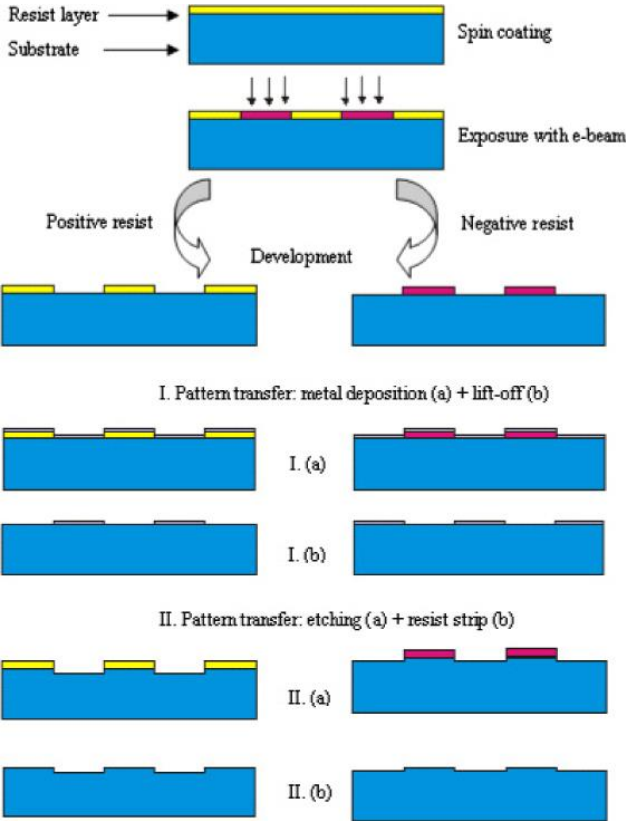 Resist layer
Spin coating
Substrate
Exposure with e-beam
Positive resist
Negative resist
Development
I. Pattern transfer: metal deposition (a) + lift-off (b)
I. (a)
I. (b)
II. Pattern transfer: etching (a) + resist strip (b)
II. (a)
II. (b)